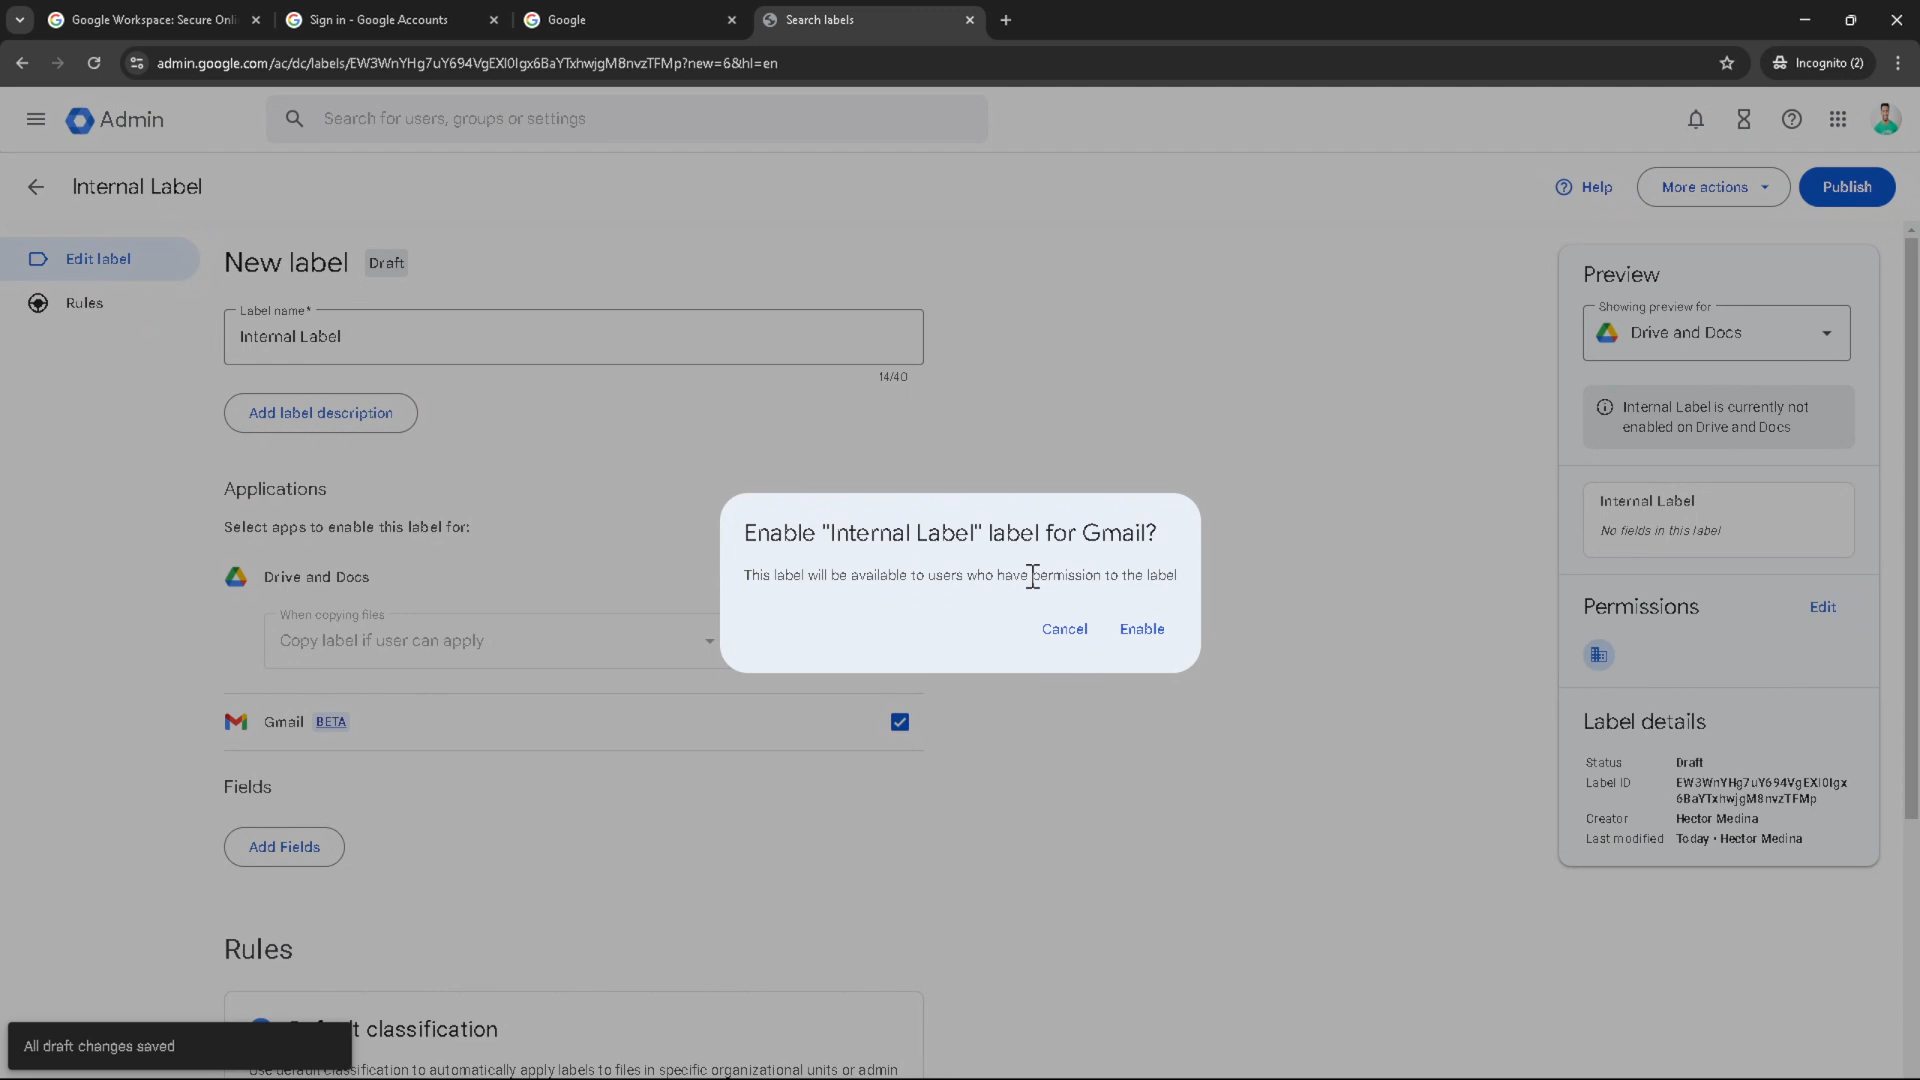 Google Workspace: Secure Onli
Sign in - Google Accounts
Google
Search labels
admin.google.com/ac/dc/labels/EW3WnYHg7uY694VgEXl0Igx6BaYTxhwjgM8nvzTFMp?new=6&hl=en
Incognito (2)
Admin
Search for users, groups or settings
Internal Label
Help
More actions
Publish
Edit label
Rules
New label
Draft
Label name*
Internal Label
14/40
Add label description
Applications
Select apps to enable this label for:
Drive and Docs
When copying files
Copy label if user can apply
Gmail BETA
Fields
Add Fields
Rules
classification
Use default classification to automatically apply labels to files in specific organizational units or admin
All draft changes saved
Enable "Internal Label" label for Gmail?
This label will be available to users who have permission to the label
Cancel
Enable
Preview
Showing preview for
Drive and Docs
Internal Label is currently not
enabled on Drive and Docs
Internal Label
No fields in this label
Permissions
Edit
Label details
Status Draft
Label ID EW3WnYHg7uY694VgEXl0Igx
6BaYTxhwjgM8nvzTFMp
Creator Hector Medina
Last modified Today • Hector Medina